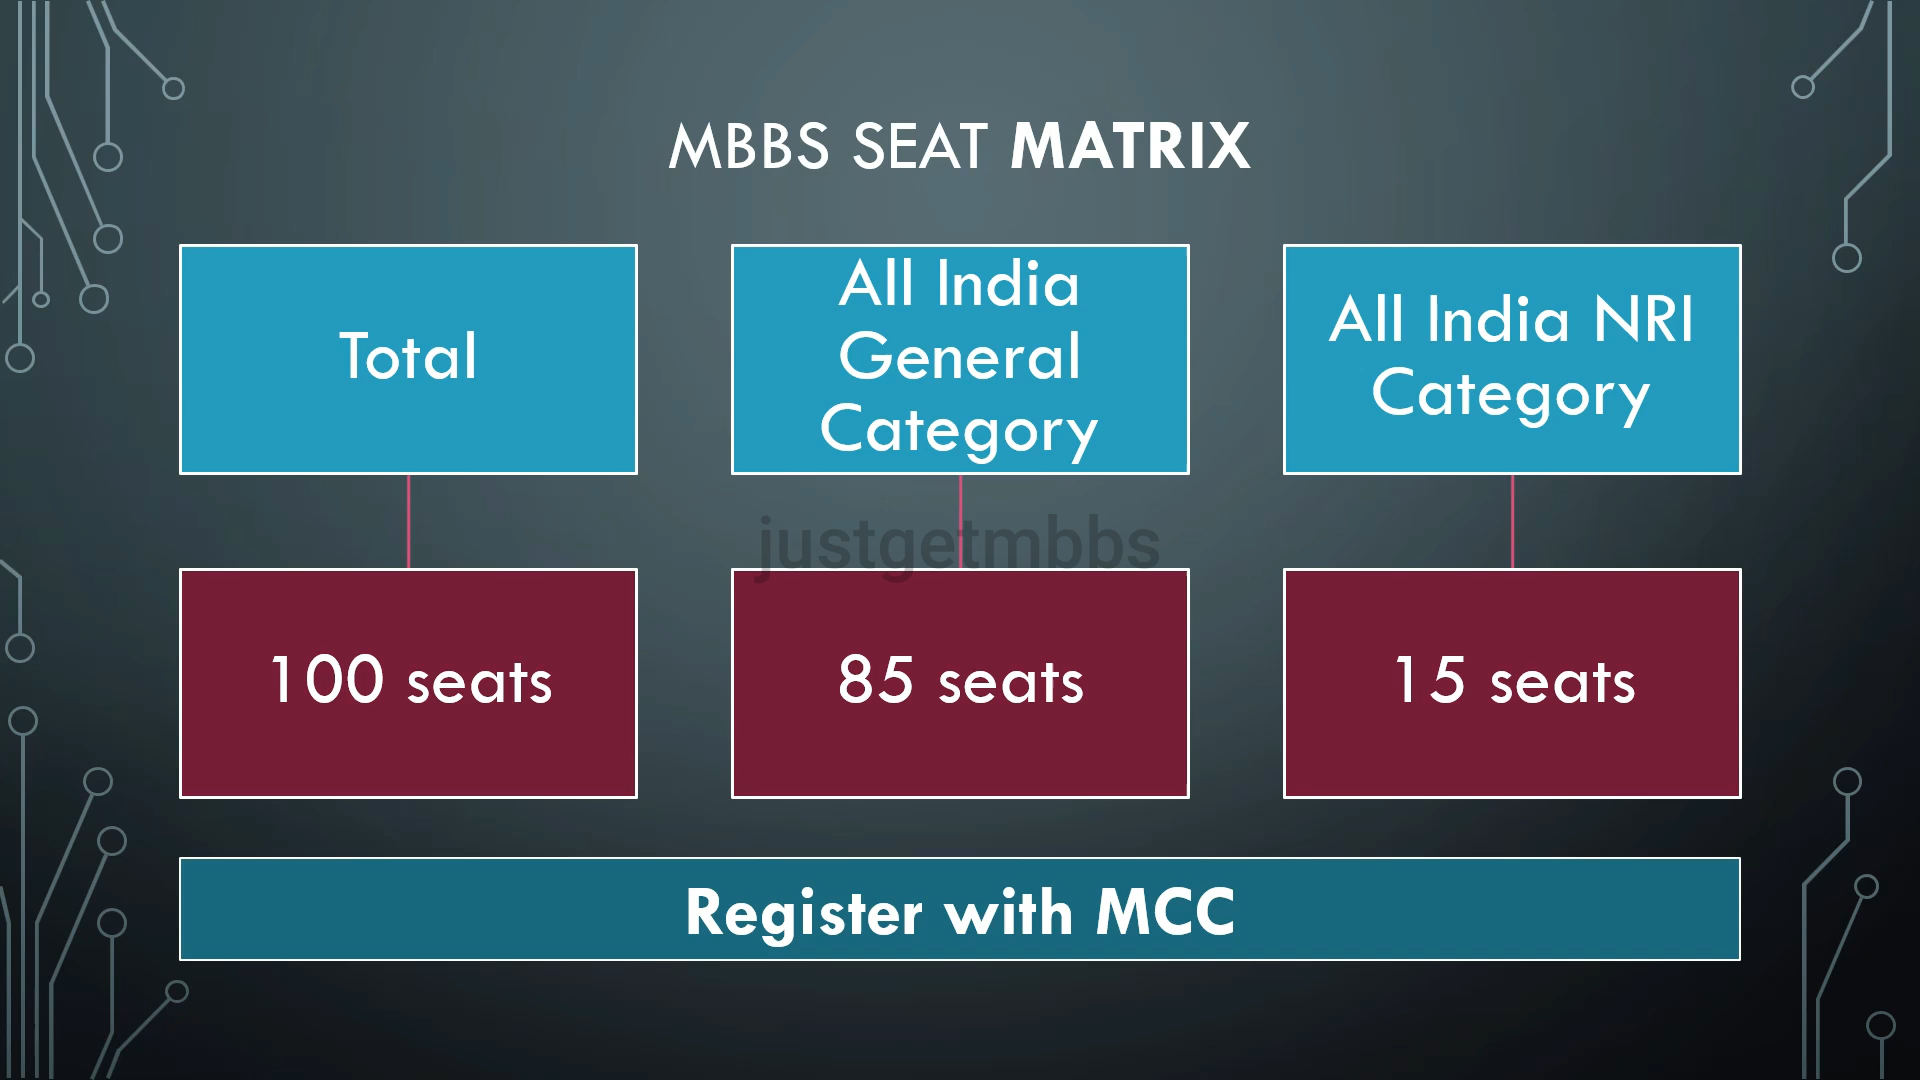 MBBS SEAT MATRIX
Total
All India
General
Category
All India NRI
Category
justgetmbbs
100 seats
85 seats
15 seats
Register with MCC